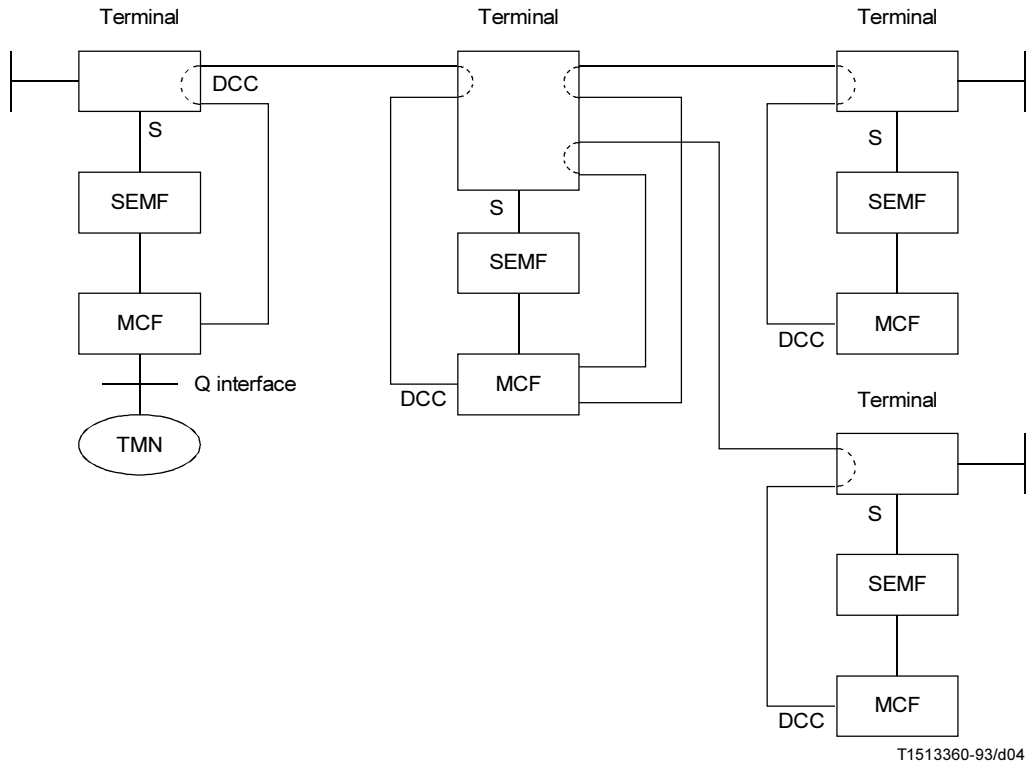 Terminal
Terminal
Terminal
DCC
S
S
SEMF
SEMF
S
SEMF
MCF
MCF
DCC
Q interface
MCF
DCC
Terminal
TMN
S
SEMF
MCF
DCC
T1513360-93/d04